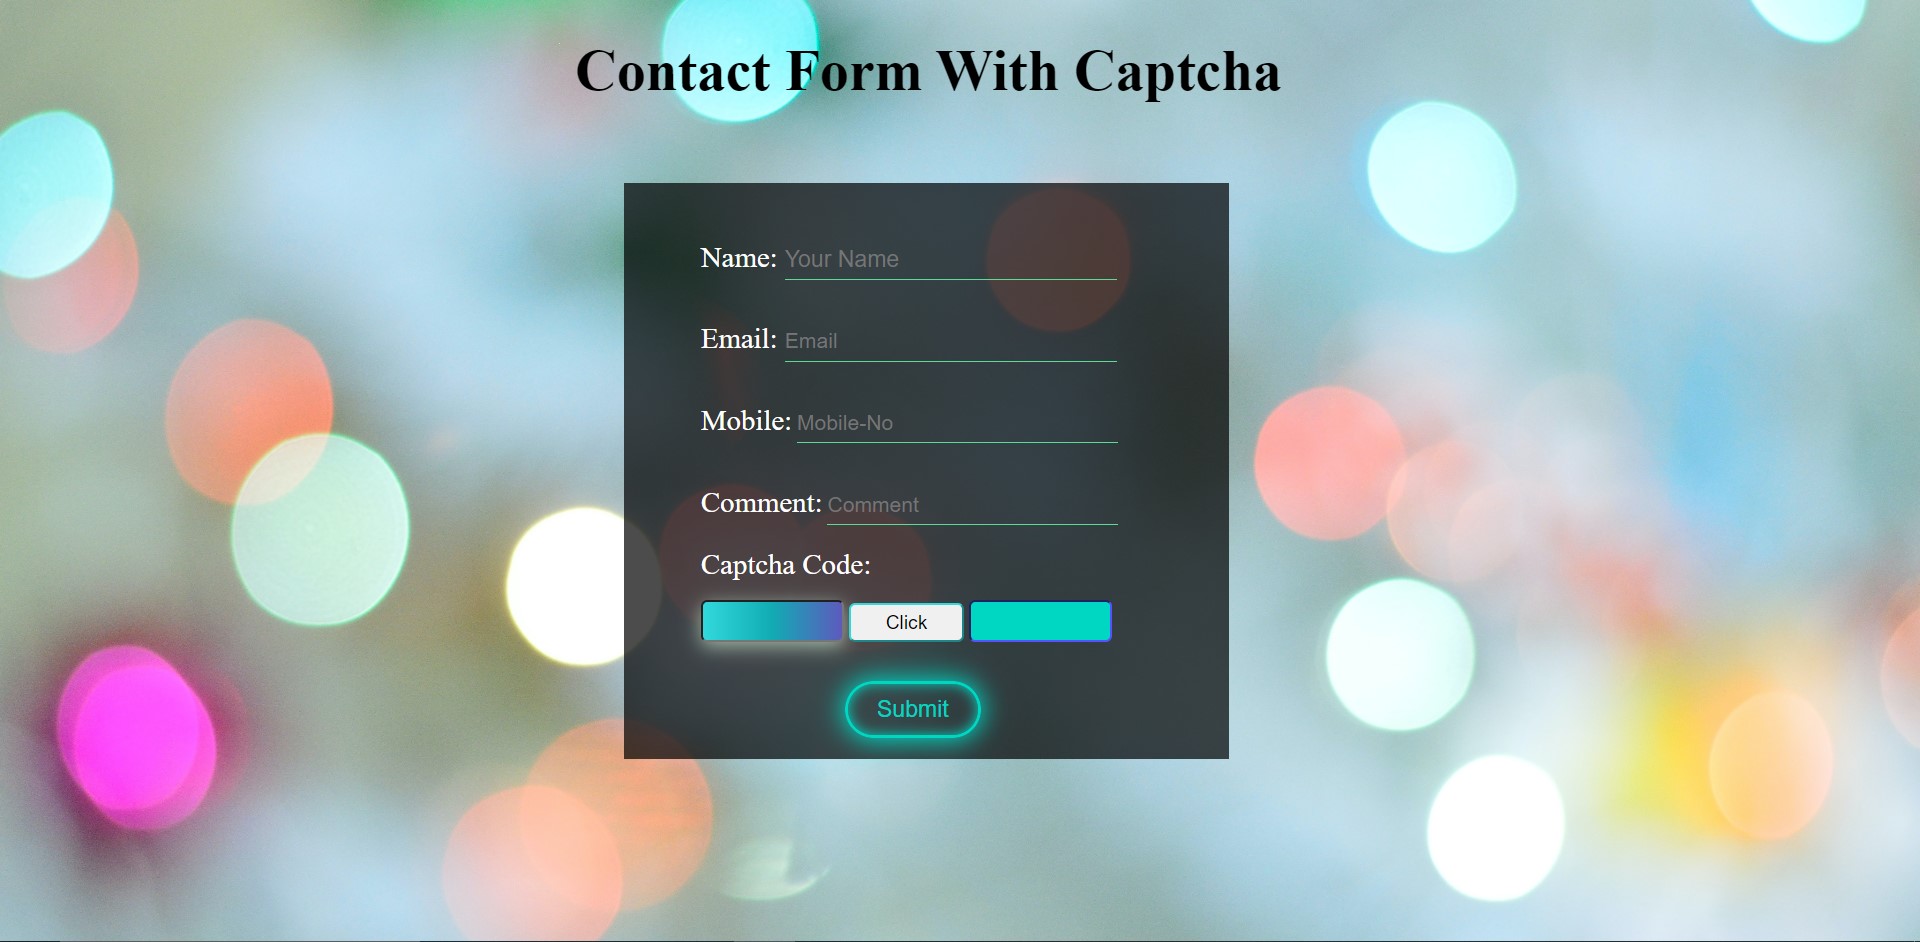 Contact Form With Captcha
Name: Your Name
Email: Email
Mobile: Mobile-No
Comment: Comment
Captcha Code:
Click
Submit